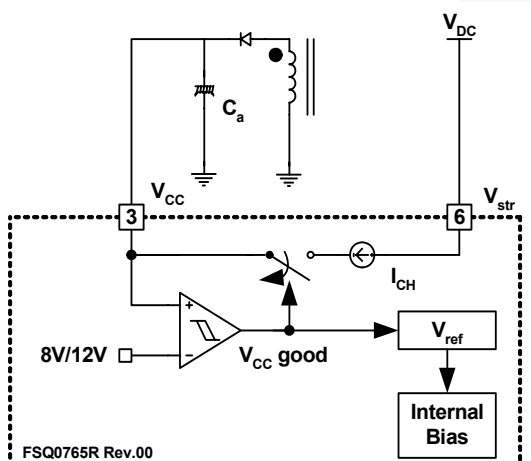 V_DC
C_a
V_CC
3
6
V_str
I_CH
+
8V/12V
-
V_CC good
V_ref
Internal
Bias
FSQ0765R Rev.00